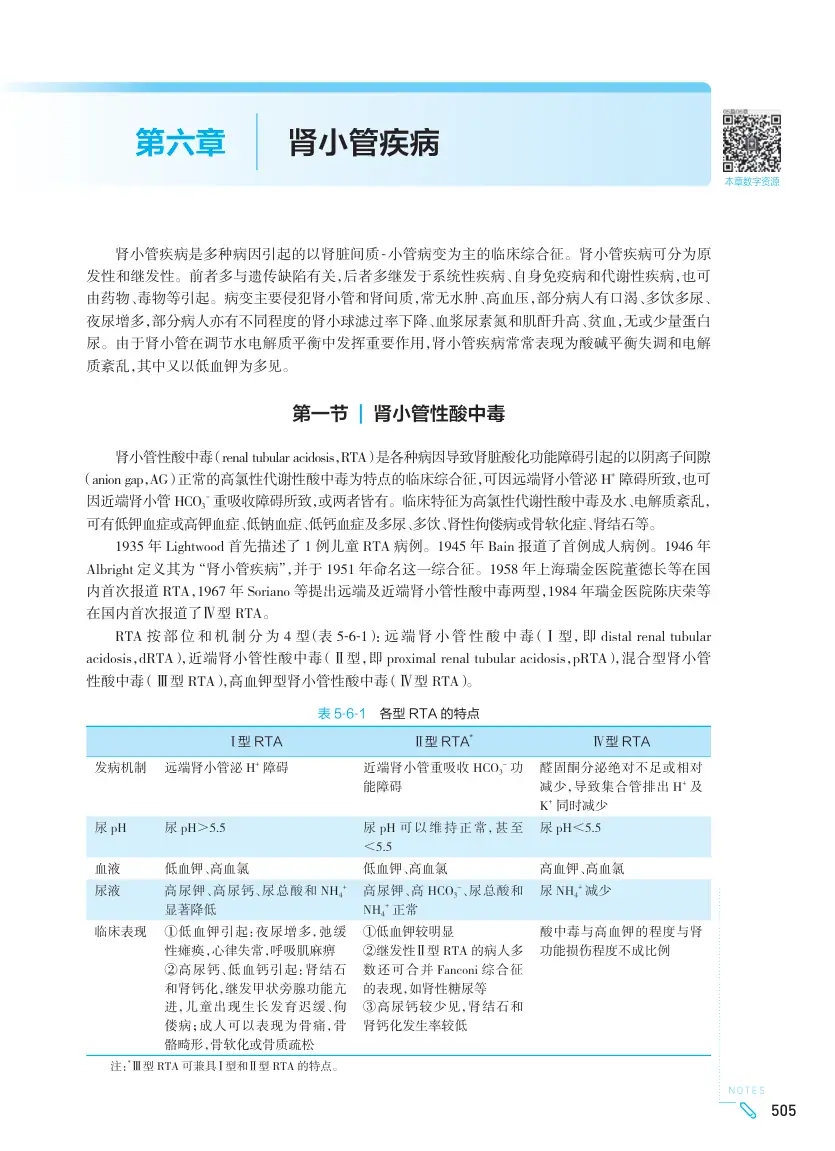 第六章 肾小管疾病
本章数字资源
肾小管疾病是多种病因引起的以肾脏间质-小管病变为主的临床综合征。肾小管疾病可分为原
发性和继发性。前者多与遗传缺陷有关,后者多继发于系统性疾病、自身免疫病和代谢性疾病,也可
由药物、毒物等引起。病变主要侵犯肾小管和肾间质,常无水肿、高血压,部分病人有口渴、多饮多尿、
夜尿增多,部分病人亦有不同程度的肾小球滤过率下降、血浆尿素氮和肌酐升高、贫血,无或少量蛋白
尿。由于肾小管在调节水电解质平衡中发挥重要作用,肾小管疾病常常表现为酸碱平衡失调和电解
质紊乱,其中又以低血钾为多见。
第一节 | 肾小管性酸中毒
肾小管性酸中毒(renal tubular acidosis,RTA)是各种病因导致肾脏酸化功能障碍引起的以阴离子间隙
(anion gap,AG)正常的高氯性代谢性酸中毒为特点的临床综合征,可因远端肾小管泌 H⁺ 障碍所致,也可
因近端肾小管 HCO₃⁻ 重吸收障碍所致,或两者皆有。临床特征为高氯性代谢性酸中毒及水、电解质紊乱,
可有低钾血症或高钾血症、低钠血症、低钙血症及多尿、多饮、肾性佝偻病或骨软化症、肾结石等。
1935 年 Lightwood 首先描述了 1 例儿童 RTA 病例。1945 年 Bain 报道了首例成人病例。1946 年
Albright 定义其为“肾小管疾病”,并于 1951 年命名这一综合征。1958 年上海瑞金医院董德长等在国
内首次报道 RTA,1967 年 Soriano 等提出远端及近端肾小管性酸中毒两型,1984 年瑞金医院陈庆荣等
在国内首次报道了Ⅳ型 RTA。
RTA 按部位和机制分为 4 型(表 5-6-1):远端肾小管性酸中毒(Ⅰ型,即 distal renal tubular
acidosis,dRTA),近端肾小管性酸中毒(Ⅱ型,即 proximal renal tubular acidosis,pRTA),混合型肾小管
性酸中毒(Ⅲ型 RTA),高血钾型肾小管性酸中毒(Ⅳ型 RTA)。
表 5-6-1 各型 RTA 的特点
Ⅰ型 RTA Ⅱ型 RTA* Ⅳ型 RTA
发病机制 远端肾小管泌 H⁺ 障碍 近端肾小管重吸收 HCO₃⁻ 功 醛固酮分泌绝对不足或相对
能障碍 减少,导致集合管排出 H⁺ 及
K⁺ 同时减少
尿 pH 尿 pH＞5.5 尿 pH 可以维持正常,甚至 尿 pH＜5.5
＜5.5
血液 低血钾、高血氯 低血钾、高血氯 高血钾、高血氯
尿液 高尿钾、高尿钙、尿总酸和 NH₄⁺ 高尿钾、高 HCO₃⁻、尿总酸和 尿 NH₄⁺ 减少
显著降低 NH₄⁺ 正常
临床表现 ①低血钾引起:夜尿增多,弛缓 ①低血钾较明显 酸中毒与高血钾的程度与肾
性瘫痪,心律失常,呼吸肌麻痹 ②继发性Ⅱ型 RTA 的病人多 功能损伤程度不成比例
②高尿钙、低血钙引起:肾结石 数还可合并 Fanconi 综合征
和肾钙化,继发甲状旁腺功能亢 的表现,如肾性糖尿等
进,儿童出现生长发育迟缓、佝 ③高尿钙较少见,肾结石和
偻病;成人可以表现为骨痛,骨 肾钙化发生率较低
骼畸形,骨软化或骨质疏松
注:*Ⅲ型 RTA 可兼具Ⅰ型和Ⅱ型 RTA 的特点。
NOTES
505